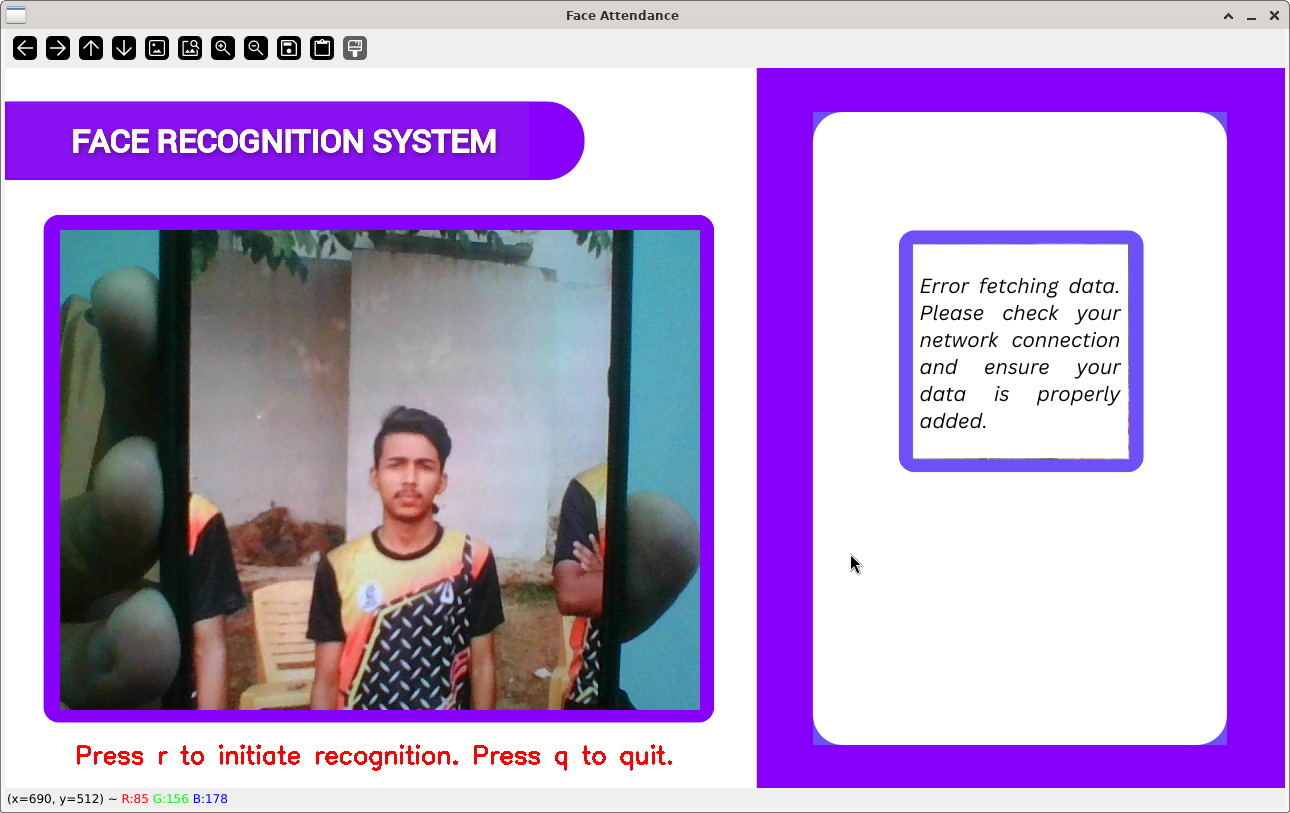 Face Attendance
FACE RECOGNITION SYSTEM
Error fetching data.
Please check your
network connection
and ensure your
data is properly
added.
Press r to initiate recognition. Press q to quit.
(x=690, y=512) ~ R:85 G:156 B:178